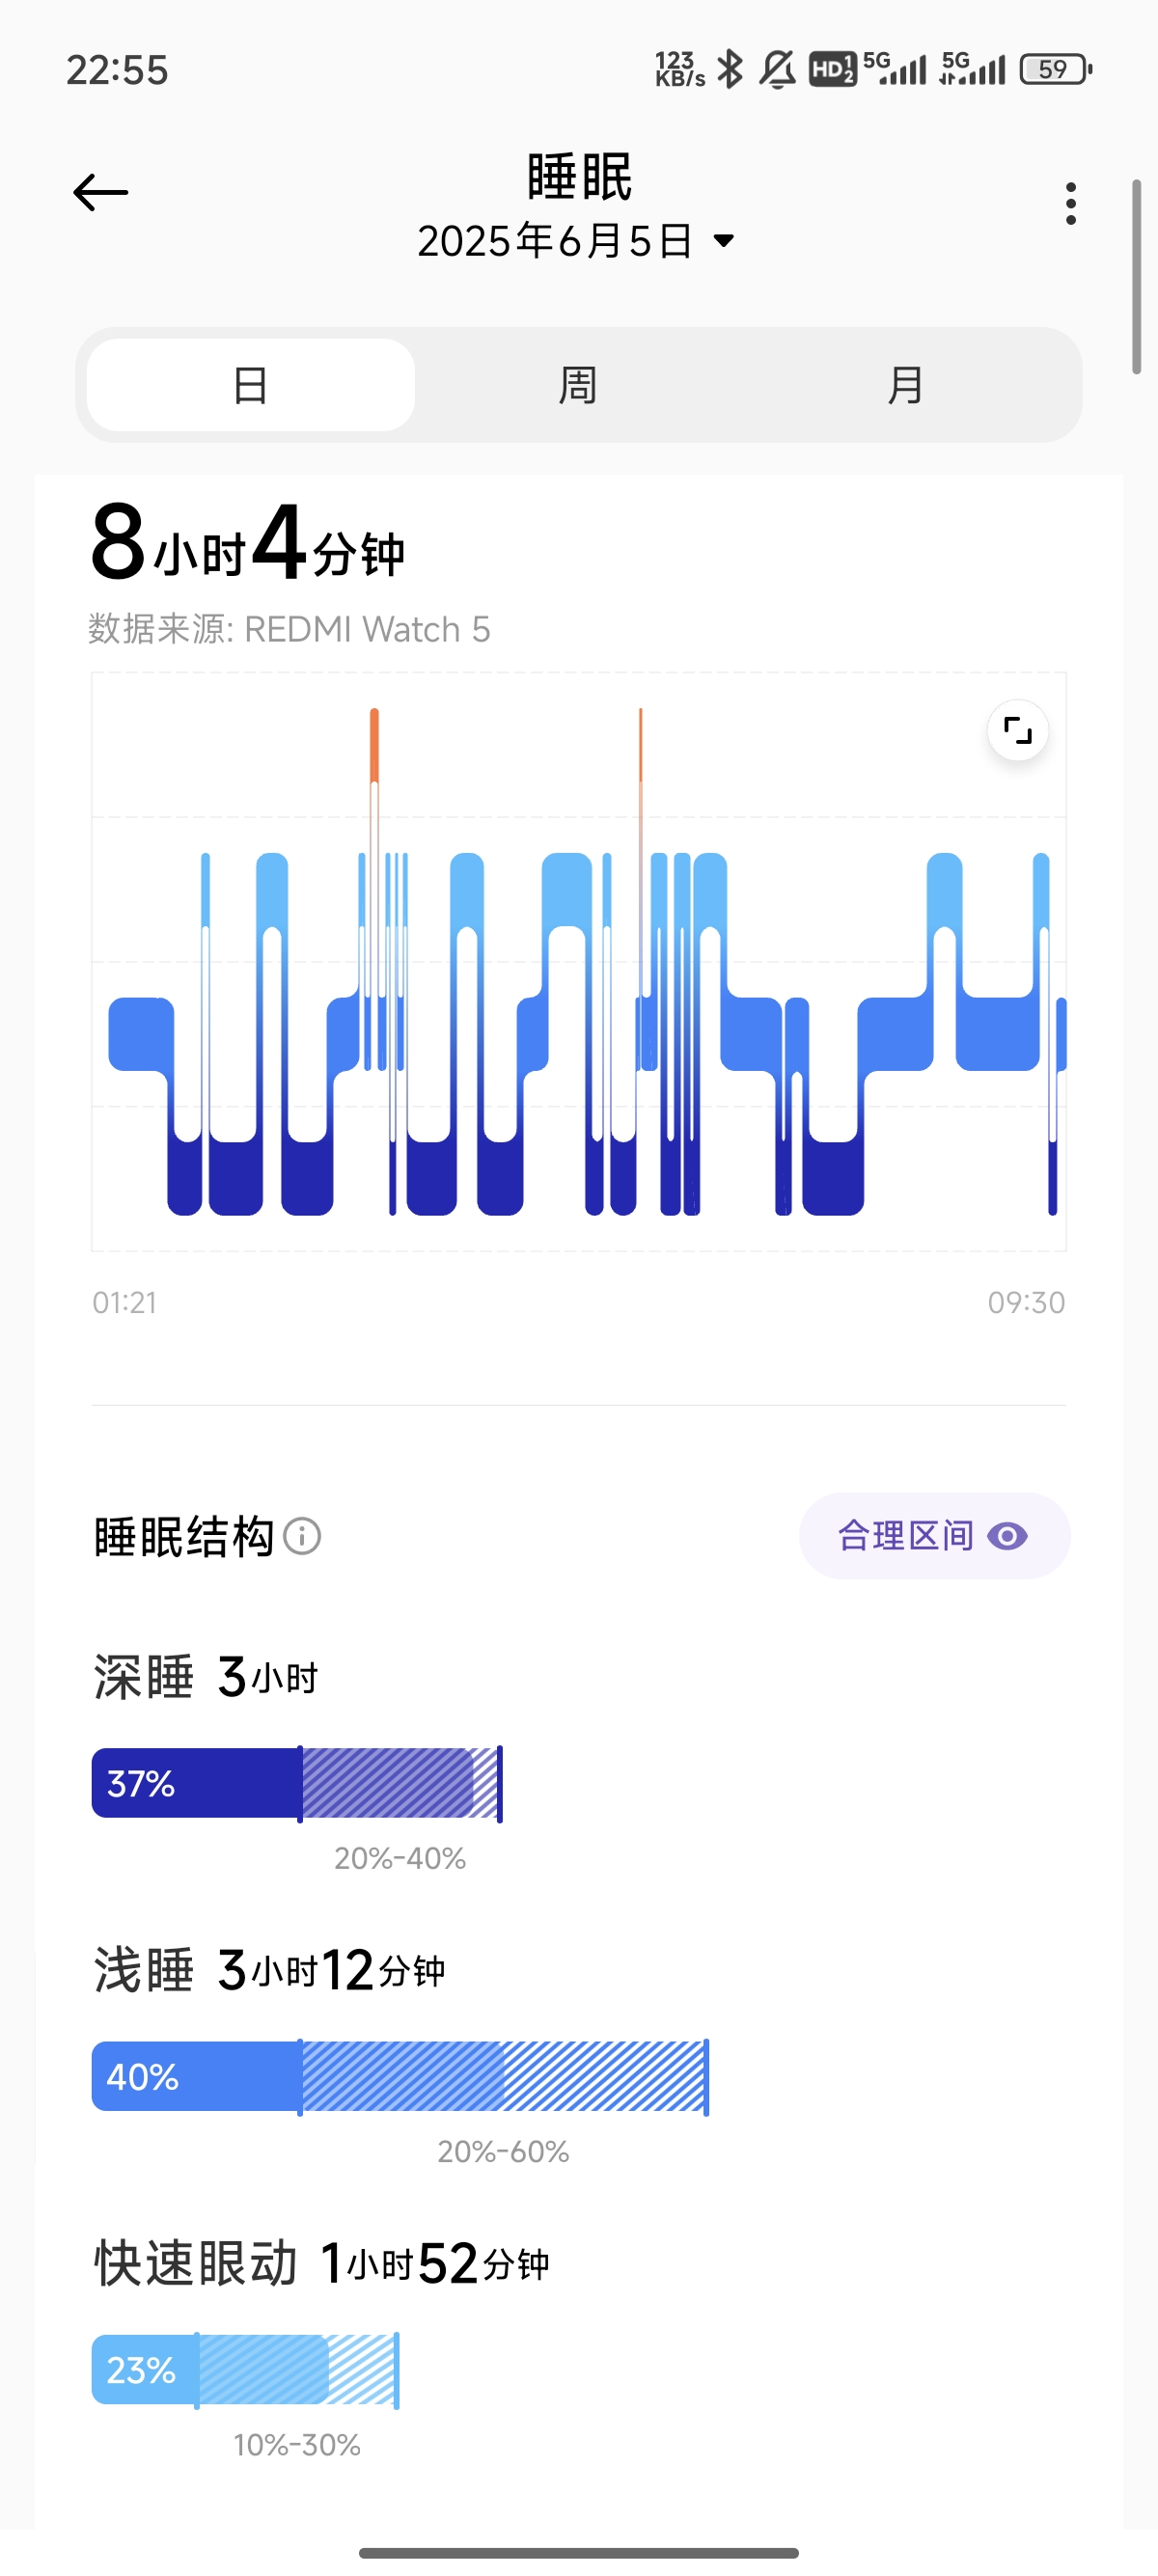 22:55 123 KB/s HD 1 2 5G 5G 59
睡眠
2025年6月5日
日 周 月
8小时4分钟
数据来源: REDMI Watch 5
01:21 09:30
睡眠结构 合理区间
深睡 3小时
37%
20%-40%
浅睡 3小时12分钟
40%
20%-60%
快速眼动 1小时52分钟
23%
10%-30%